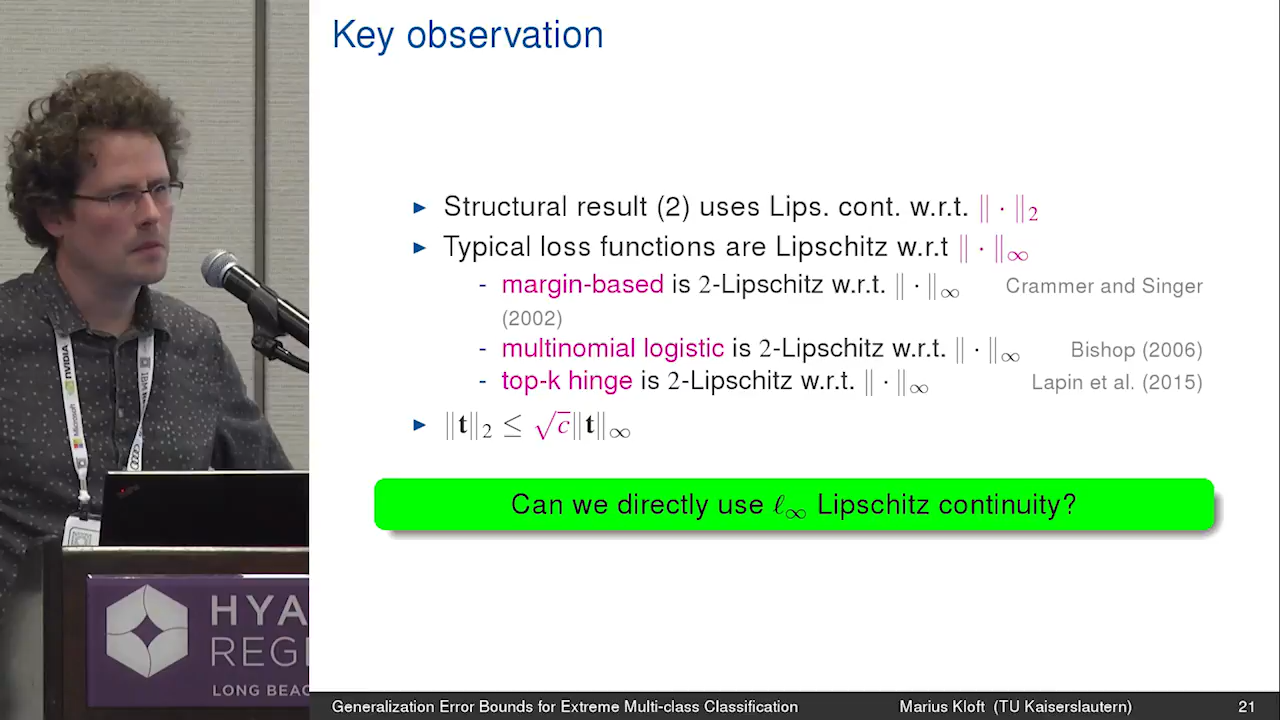 Key observation
▶ Structural result (2) uses Lips. cont. w.r.t. ‖ · ‖₂
▶ Typical loss functions are Lipschitz w.r.t ‖ · ‖∞
- margin-based is 2-Lipschitz w.r.t. ‖ · ‖∞ Crammer and Singer
(2002)
- multinomial logistic is 2-Lipschitz w.r.t. ‖ · ‖∞ Bishop (2006)
- top-k hinge is 2-Lipschitz w.r.t. ‖ · ‖∞ Lapin et al. (2015)
▶ ‖t‖₂ ≤ √c‖t‖∞
Can we directly use ℓ∞ Lipschitz continuity?
Generalization Error Bounds for Extreme Multi-class Classification Marius Kloft (TU Kaiserslautern) 21
NVIDIA
Microsoft
IBM
HYA
REGE
LONG BEAC